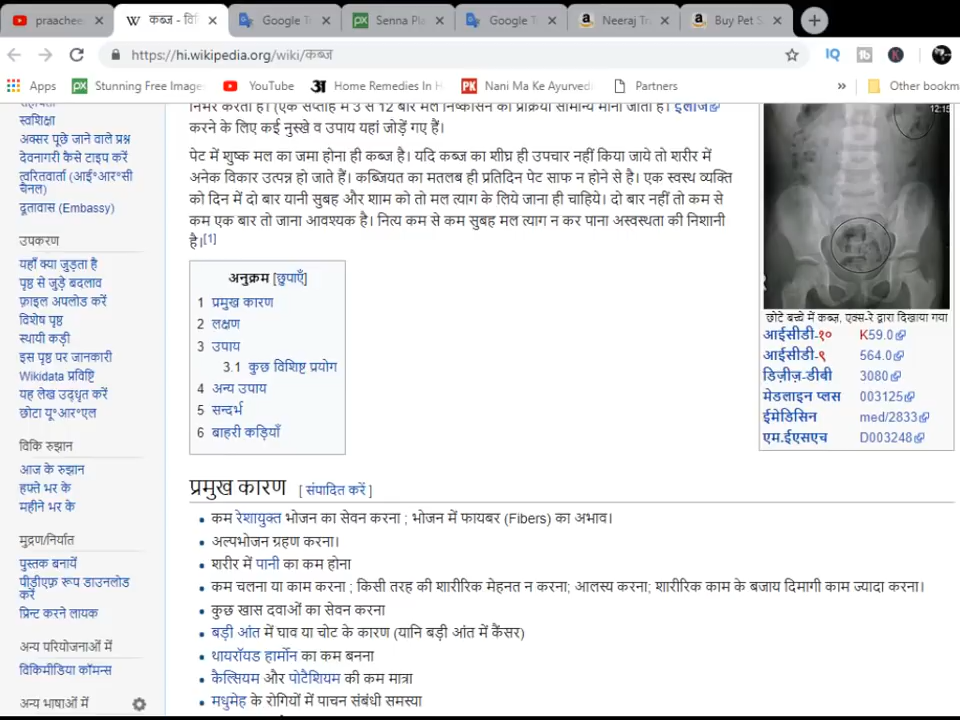 praachee
कब्ज - वि
Google T
Senna Pl
Google T
Neeraj Tr
Buy Pet S
https://hi.wikipedia.org/wiki/कब्ज
IQ
Apps
PX Stunning Free Image
YouTube
Home Remedies In H
PK Nani Ma Ke Ayurved
Partners
»
Other bookm
स्वशिक्षा
अक्सर पूछे जाने वाले प्रश्न
देवनागरी कैसे टाइप करें
त्वरितवार्ता (आई॰आर॰सी
चैनल)
दूतावास (Embassy)
उपकरण
यहाँ क्या जुड़ता है
पृष्ठ से जुड़े बदलाव
फ़ाइल अपलोड करें
विशेष पृष्ठ
स्थायी कड़ी
इस पृष्ठ पर जानकारी
Wikidata प्रविष्टि
यह लेख उद्धृत करें
छोटा यू॰आर॰एल
विकि रुझान
आज के रुझान
हफ्ते भर के
महीने भर के
मुद्रण/निर्यात
पुस्तक बनायें
पीडीएफ़ रूप डाउनलोड
करें
प्रिन्ट करने लायक
अन्य परियोजनाओं में
विकिमीडिया कॉमन्स
अन्य भाषाओं में
निर्भर करता है। (एक सप्ताह में 3 से 12 बार मल निष्कासन की प्रक्रिया सामान्य मानी जाती है। इलाज
करने के लिए कई नुस्खे व उपाय यहां जोड़ें गए हैं।
पेट में शुष्क मल का जमा होना ही कब्ज है। यदि कब्ज का शीघ्र ही उपचार नहीं किया जाये तो शरीर में
अनेक विकार उत्पन्न हो जाते हैं। कब्जियत का मतलब ही प्रतिदिन पेट साफ न होने से है। एक स्वस्थ व्यक्ति
को दिन में दो बार यानी सुबह और शाम को तो मल त्याग के लिये जाना ही चाहिये। दो बार नहीं तो कम से
कम एक बार तो जाना आवश्यक है। नित्य कम से कम सुबह मल त्याग न कर पाना अस्वस्थता की निशानी
है।[1]
अनुक्रम [छुपाएँ]
1 प्रमुख कारण
2 लक्षण
3 उपाय
3.1 कुछ विशिष्ट प्रयोग
4 अन्य उपाय
5 सन्दर्भ
6 बाहरी कड़ियाँ
प्रमुख कारण [ संपादित करें ]
कम रेशायुक्त भोजन का सेवन करना ; भोजन में फायबर (Fibers) का अभाव।
अल्पभोजन ग्रहण करना।
शरीर में पानी का कम होना
कम चलना या काम करना ; किसी तरह की शारीरिक मेहनत न करना; आलस्य करना; शारीरिक काम के बजाय दिमागी काम ज्यादा करना।
कुछ खास दवाओं का सेवन करना
बड़ी आंत में घाव या चोट के कारण (यानि बड़ी आंत में कैंसर)
थायरॉयड हार्मोन का कम बनना
कैल्सियम और पोटैशियम की कम मात्रा
मधुमेह के रोगियों में पाचन संबंधी समस्या
12:15
छोटे बच्चे में कब्ज़, एक्स-रे द्वारा दिखाया गया
आईसीडी-१० K59.0
आईसीडी-९ 564.0
डिज़ीज़-डीबी 3080
मेडलाइन प्लस 003125
ईमेडिसिन med/2833
एम.ईएसएच D003248